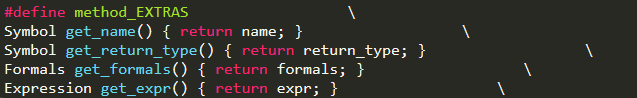 #define method_EXTRAS \
Symbol get_name() { return name; } \
Symbol get_return_type() { return return_type; } \
Formals get_formals() { return formals; } \
Expression get_expr() { return expr; } \